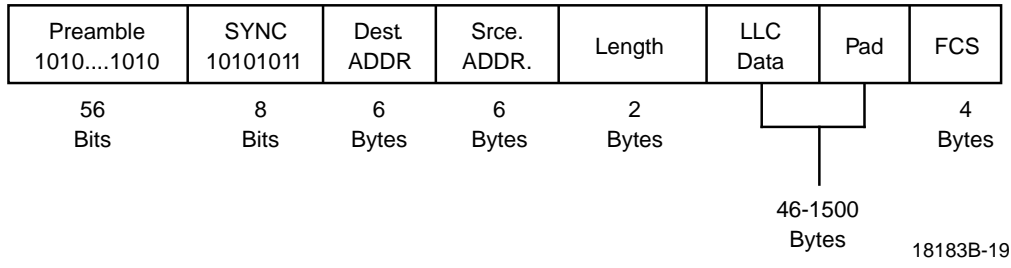 Preamble
1010....1010
SYNC
10101011
Dest.
ADDR
Srce.
ADDR.
Length
LLC
Data
Pad
FCS
56
Bits
8
Bits
6
Bytes
6
Bytes
2
Bytes
4
Bytes
46-1500
Bytes
18183B-19